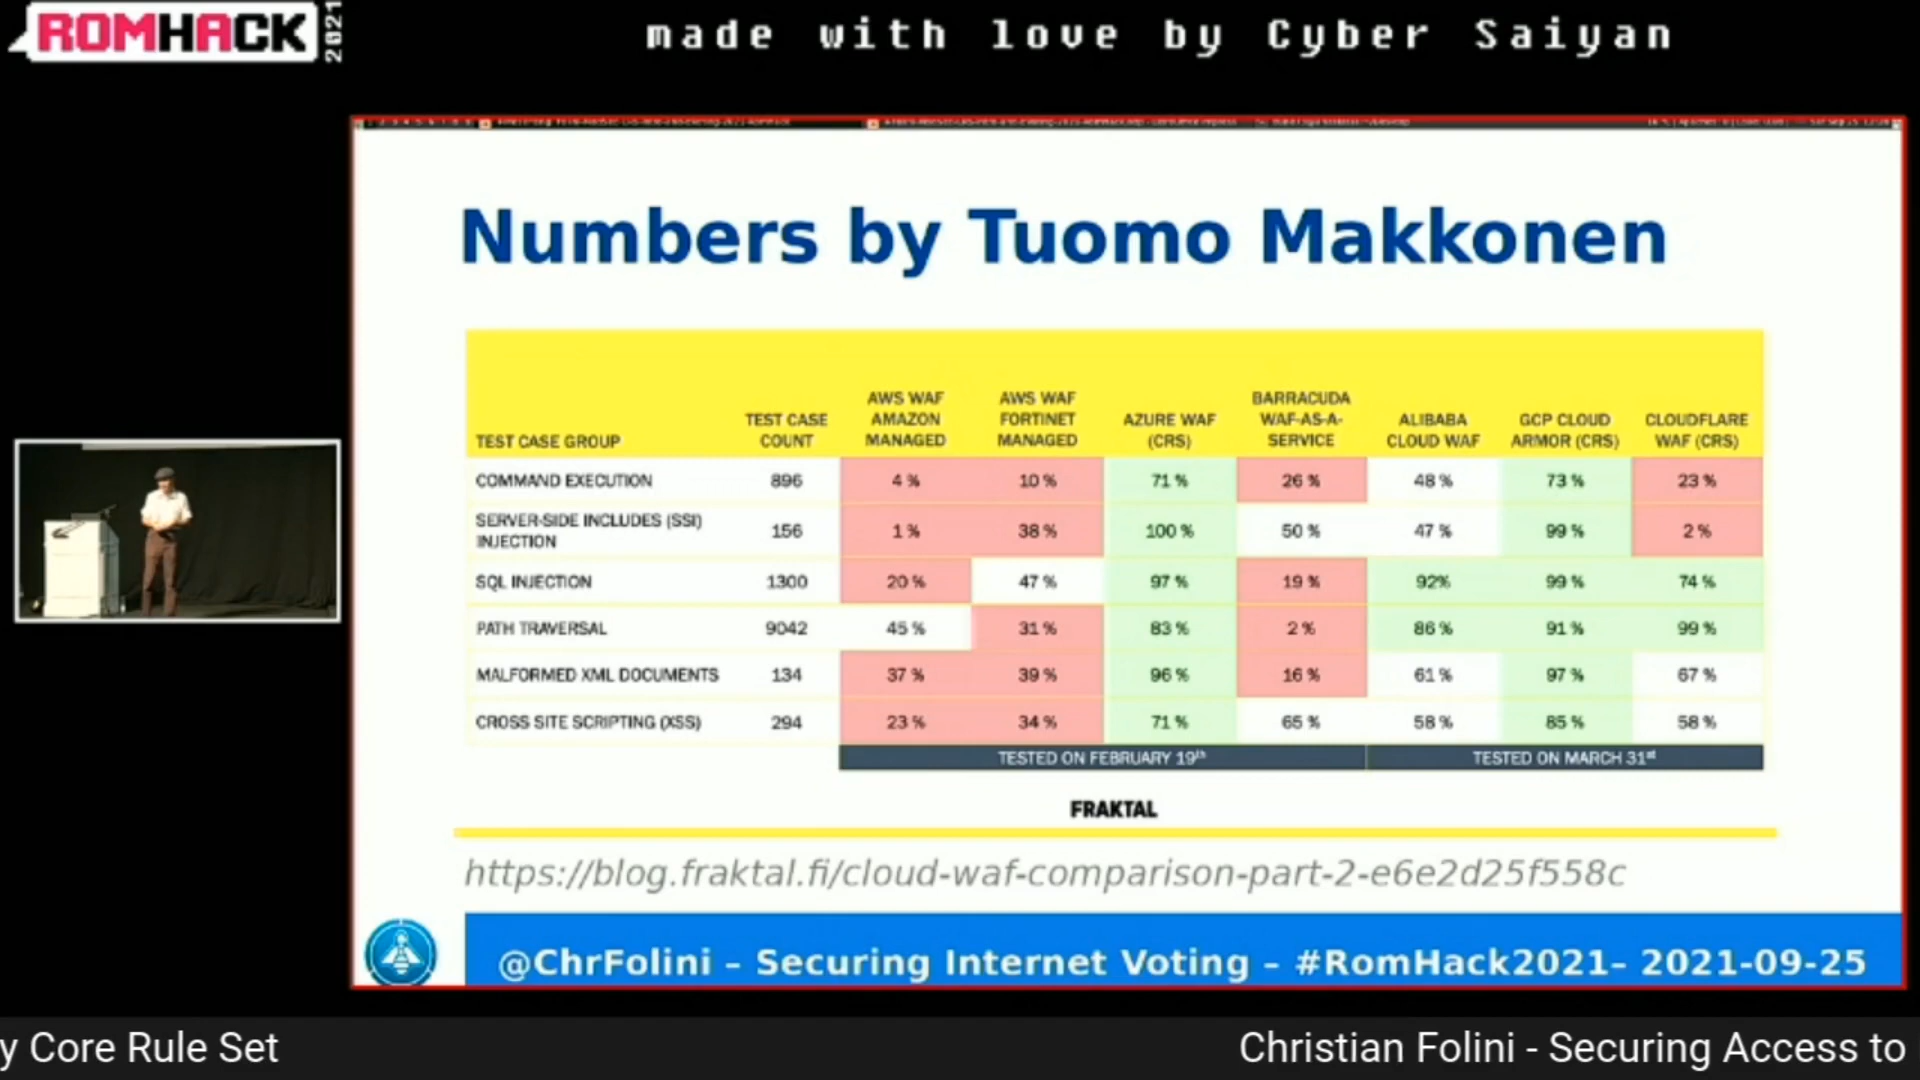 ROMHACK 2021
made with love by Cyber Saiyan
Numbers by Tuomo Makkonen
TEST CASE GROUP TEST CASE COUNT AWS WAF AMAZON MANAGED AWS WAF FORTINET MANAGED AZURE WAF (CRS) BARRACUDA WAF-AS-A-SERVICE ALIBABA CLOUD WAF GCP CLOUD ARMOR (CRS) CLOUDFLARE WAF (CRS)
COMMAND EXECUTION 896 4 % 10 % 71 % 26 % 48 % 73 % 23 %
SERVER-SIDE INCLUDES (SSI) INJECTION 156 1 % 38 % 100 % 50 % 47 % 99 % 2 %
SQL INJECTION 1300 20 % 47 % 97 % 19 % 92% 99 % 74 %
PATH TRAVERSAL 9042 45 % 31 % 83 % 2 % 86 % 91 % 99 %
MALFORMED XML DOCUMENTS 134 37 % 39 % 96 % 16 % 61 % 97 % 67 %
CROSS SITE SCRIPTING (XSS) 294 23 % 34 % 71 % 65 % 58 % 85 % 58 %
TESTED ON FEBRUARY 19th TESTED ON MARCH 31st
FRAKTAL
https://blog.fraktal.fi/cloud-waf-comparison-part-2-e6e2d25f558c
@ChrFolini – Securing Internet Voting – #RomHack2021– 2021-09-25
y Core Rule Set
Christian Folini - Securing Access to